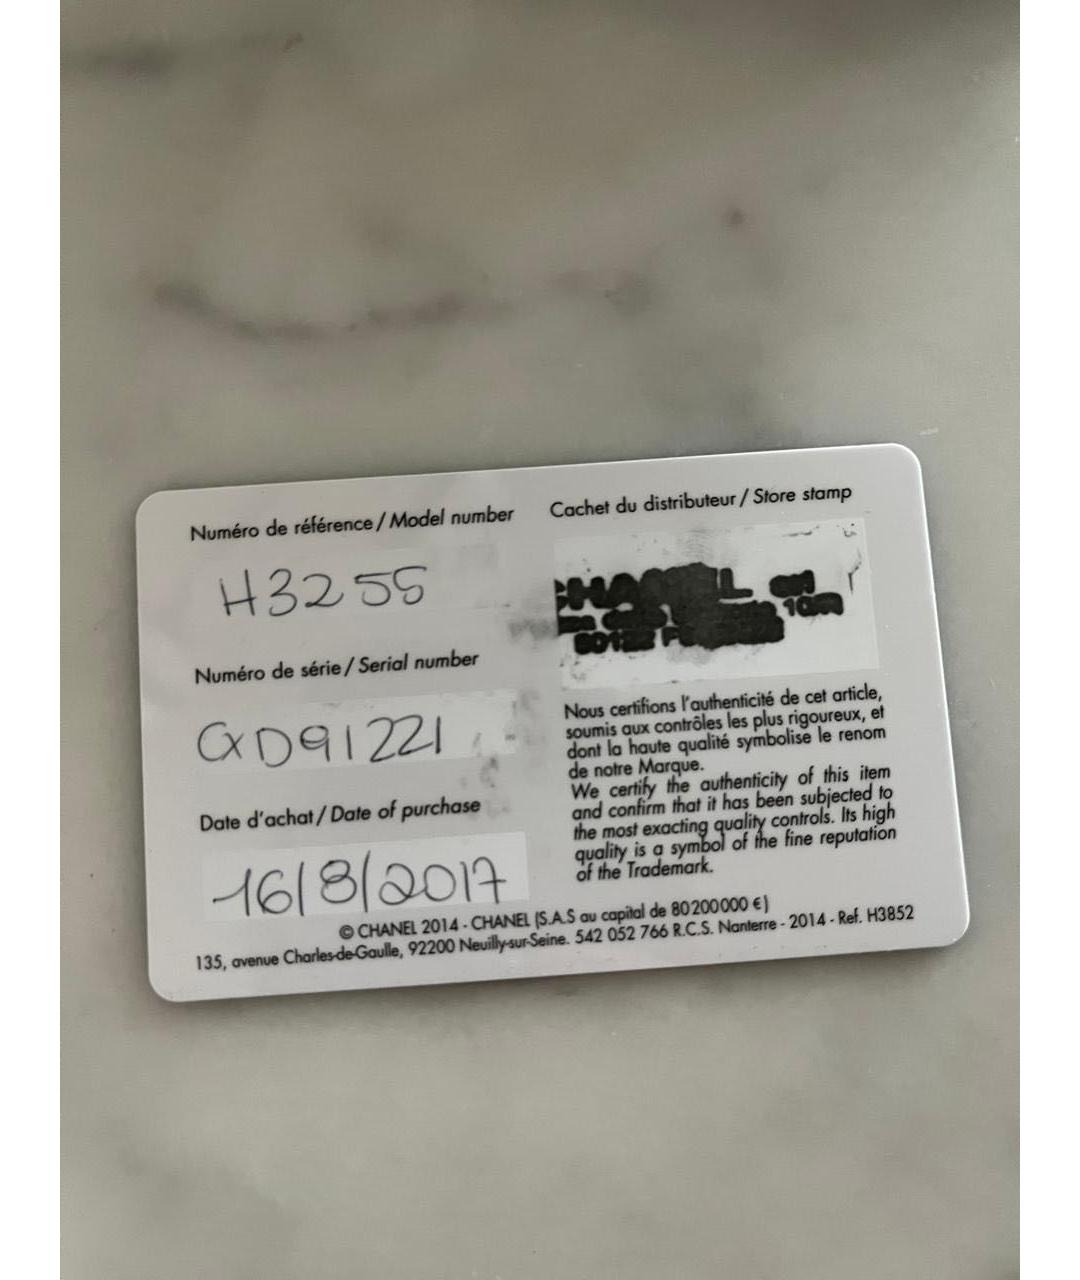 Numéro de référence / Model number
H3255
Numéro de série / Serial number
GD91221
Date d'achat / Date of purchase
16/8/2017
Cachet du distributeur / Store stamp
CHANEL srl
10R
50122
Nous certifions l'authenticité de cet article,
soumis aux contrôles les plus rigoureux, et
dont la haute qualité symbolise le renom
de notre Marque.
We certify the authenticity of this item
and confirm that it has been subjected to
the most exacting quality controls. Its high
quality is a symbol of the fine reputation
of the Trademark.
© CHANEL 2014 - CHANEL (S.A.S au capital de 80200000 €)
135, avenue Charles-de-Gaulle, 92200 Neuilly-sur-Seine. 542 052 766 R.C.S. Nanterre - 2014 - Ref. H3852